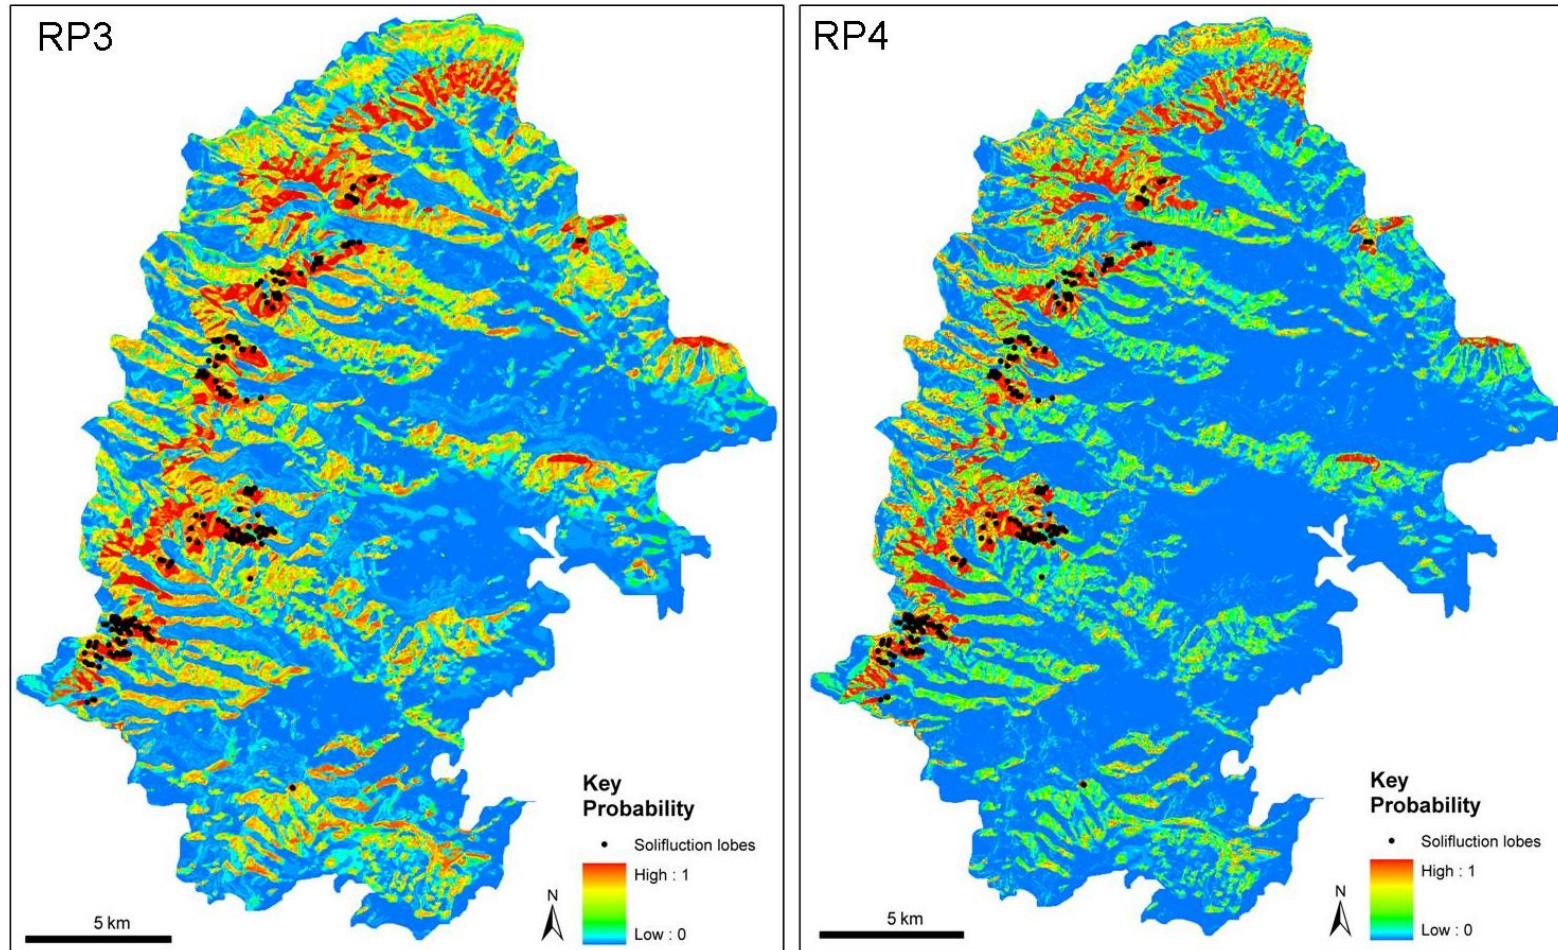 RP3
Key
Probability
Solifluction lobes
High : 1
Low : 0
N
5 km
RP4
Key
Probability
Solifluction lobes
High : 1
Low : 0
N
5 km